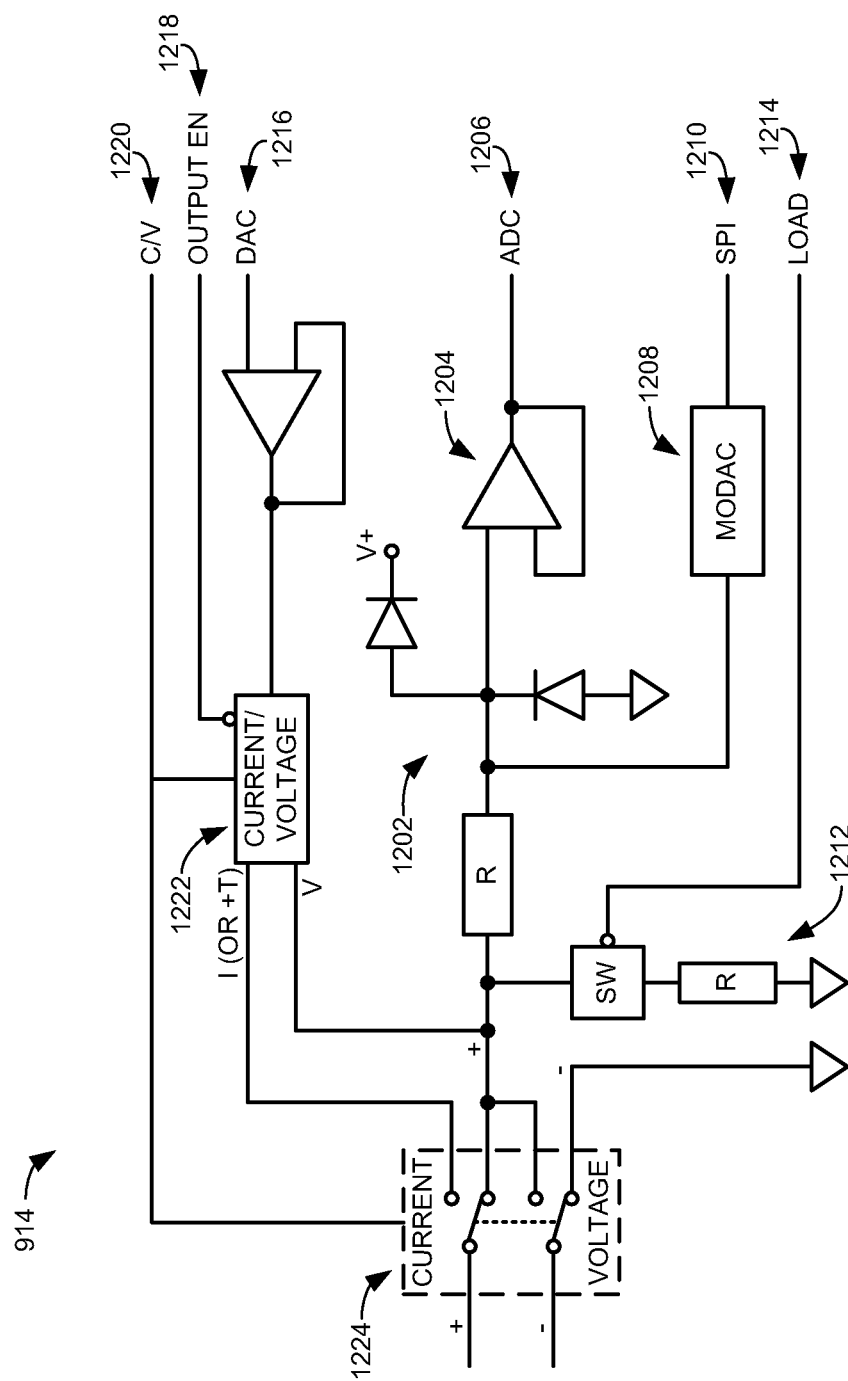 914
C/V
1220
OUTPUT EN
1218
DAC
1216
1222
CURRENT/
VOLTAGE
I (OR +T)
V
V+
1202
1204
ADC
1206
R
1208
MODAC
SPI
1210
LOAD
1214
SW
R
1212
+
-
CURRENT
VOLTAGE
1224
+
-